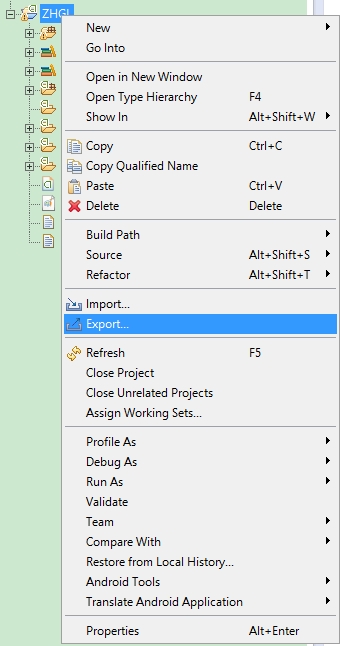 ZHGL
New
Go Into
Open in New Window
Open Type Hierarchy F4
Show In Alt+Shift+W
Copy Ctrl+C
Copy Qualified Name
Paste Ctrl+V
Delete Delete
Build Path
Source Alt+Shift+S
Refactor Alt+Shift+T
Import...
Export...
Refresh F5
Close Project
Close Unrelated Projects
Assign Working Sets...
Profile As
Debug As
Run As
Validate
Team
Compare With
Restore from Local History...
Android Tools
Translate Android Application
Properties Alt+Enter